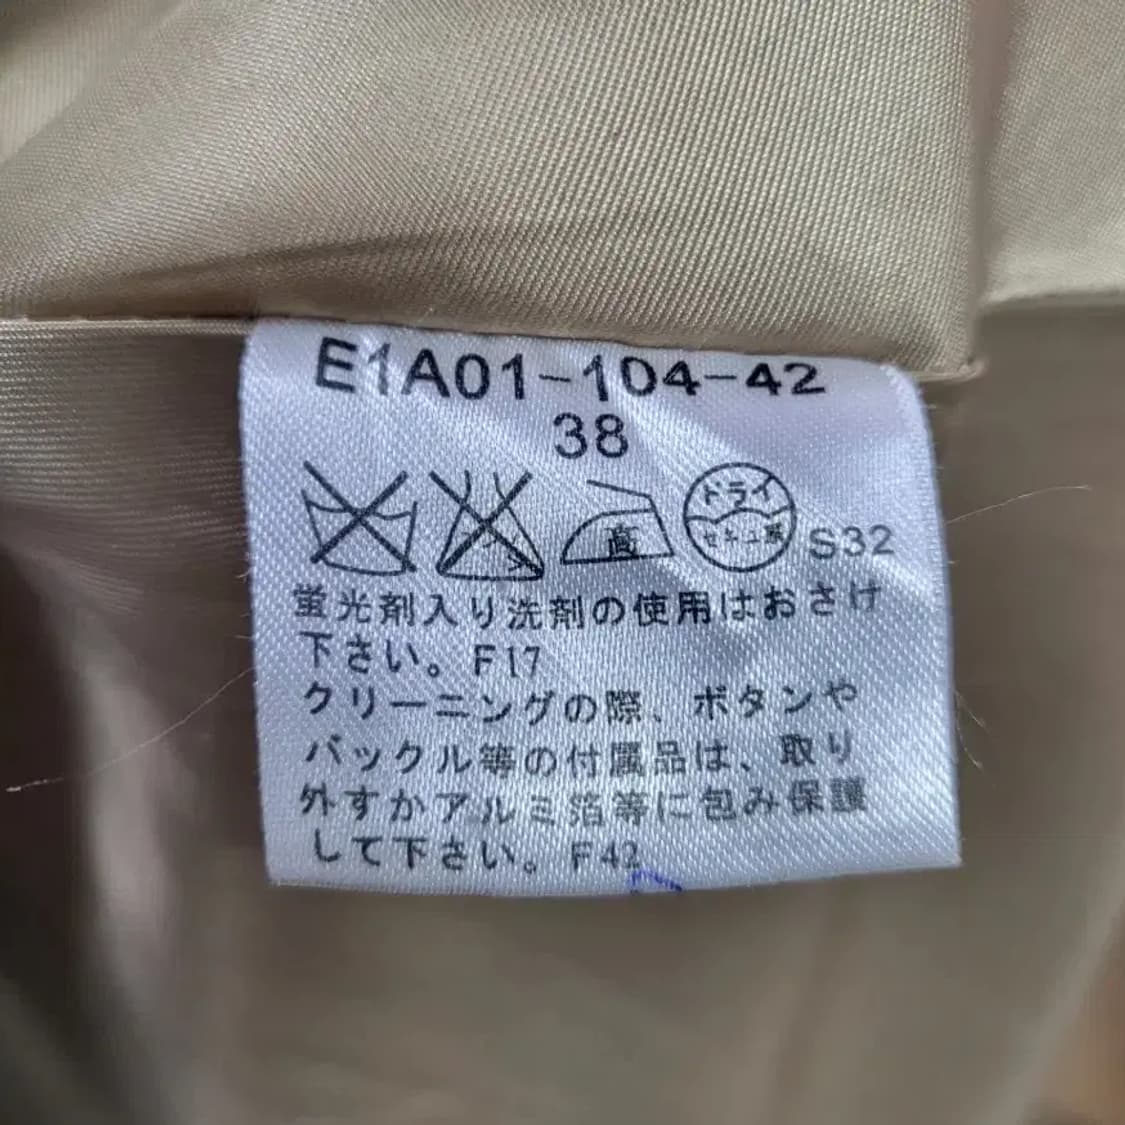 E1A01-104-42
38
高
ドライ
セキユ系
S32
蛍光剤入り洗剤の使用はおさけ
下さい。F17
クリーニングの際、ボタンや
バックル等の付属品は、取り
外すかアルミ箔等に包み保護
して下さい。F42